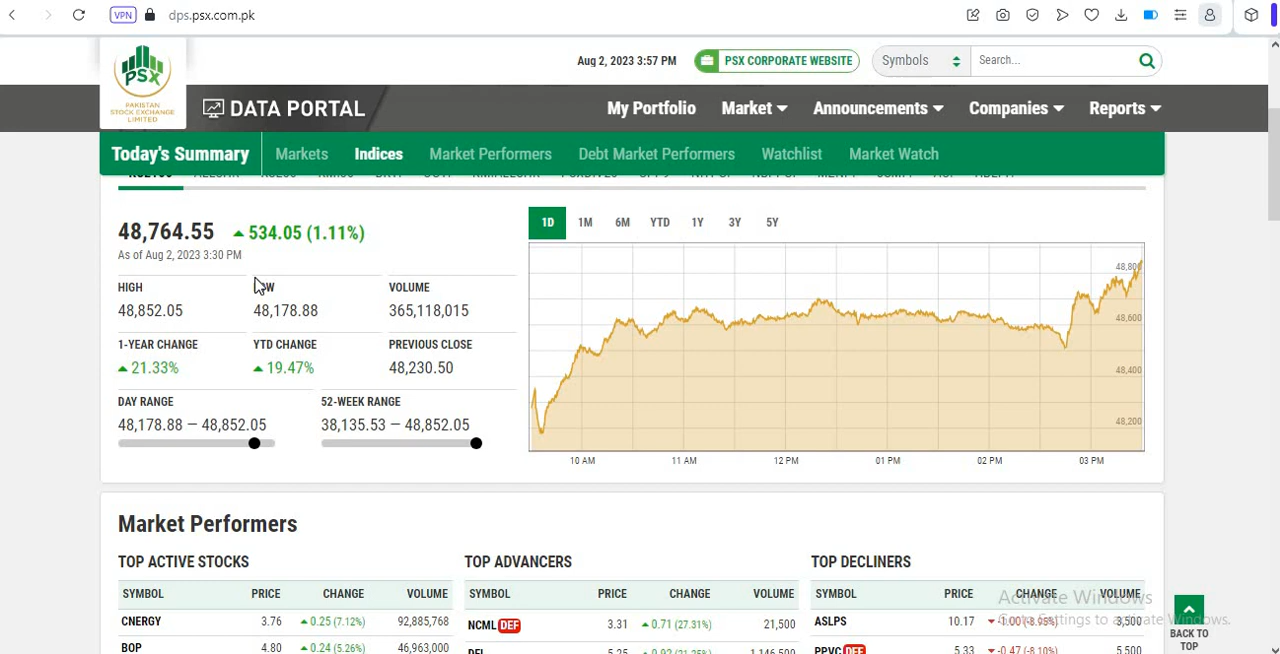 VPN dps.psx.com.pk
PSX
PAKISTAN
STOCK EXCHANGE
LIMITED
Aug 2, 2023 3:57 PM
PSX CORPORATE WEBSITE
Symbols
Search...
DATA PORTAL
My Portfolio Market Announcements Companies Reports
Today's Summary Markets Indices Market Performers Debt Market Performers Watchlist Market Watch
48,764.55 534.05 (1.11%)
As of Aug 2, 2023 3:30 PM
HIGH
48,852.05
48,178.88
VOLUME
365,118,015
1-YEAR CHANGE
21.33%
YTD CHANGE
19.47%
PREVIOUS CLOSE
48,230.50
DAY RANGE
48,178.88 — 48,852.05
52-WEEK RANGE
38,135.53 — 48,852.05
1D 1M 6M YTD 1Y 3Y 5Y
48,800
48,600
48,400
48,200
10 AM 11 AM 12 PM 01 PM 02 PM 03 PM
Market Performers
TOP ACTIVE STOCKS
SYMBOL PRICE CHANGE VOLUME
CNERGY 3.76 0.25 (7.12%) 92,885,768
BOP 4.80 0.24 (5.26%) 46,963,000
TOP ADVANCERS
SYMBOL PRICE CHANGE VOLUME
NCML DEF 3.31 0.71 (27.31%) 21,500
TOP DECLINERS
SYMBOL PRICE CHANGE VOLUME
ASLPS 10.17 -1.00 (-8.95%) 3,500
PPVC DEF 5.33 -0.47 (-8.10%) 5,500
Activate Windows
Go to Settings to activate Windows.
BACK TO
TOP